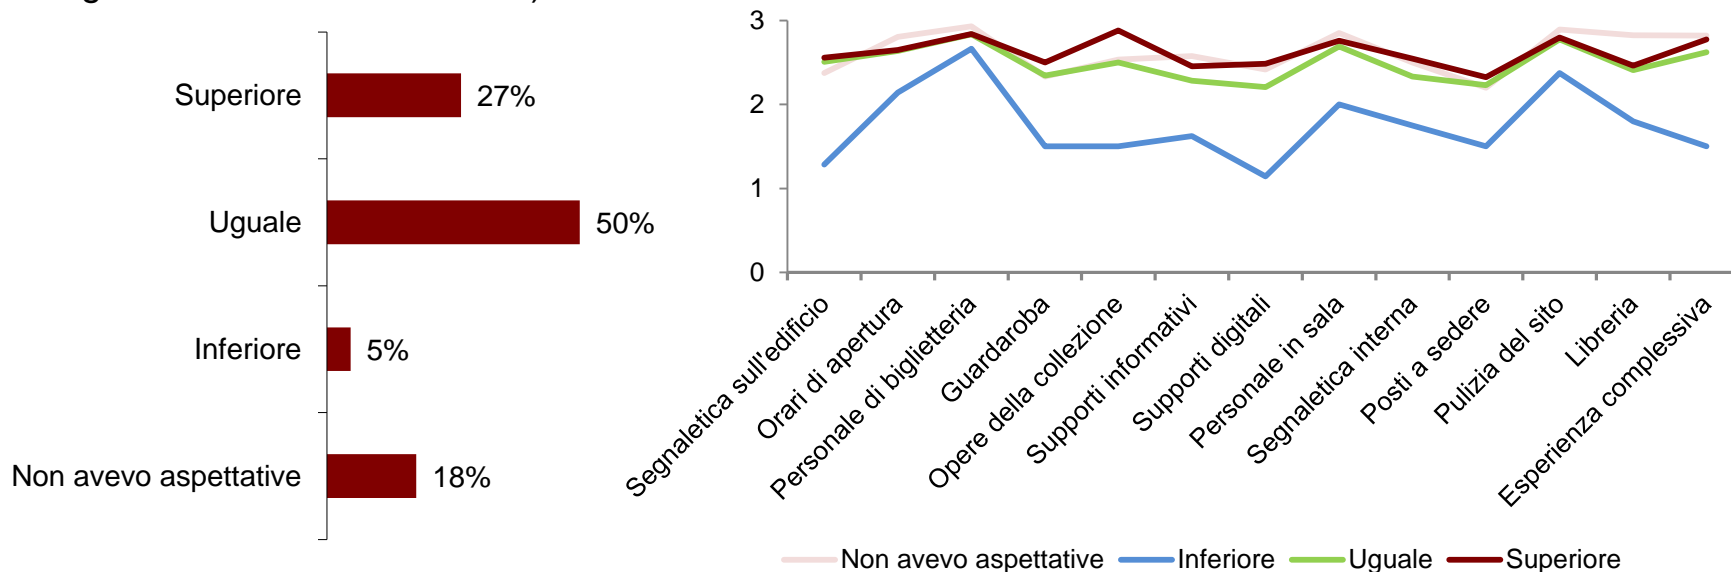 Superiore
27%
Uguale
50%
Inferiore
5%
Non avevo aspettative
18%
3
2
1
0
Segnaletica sull'edificio
Orari di apertura
Personale di biglietteria
Guardaroba
Opere della collezione
Supporti informativi
Supporti digitali
Personale in sala
Segnaletica interna
Posti a sedere
Pulizia del sito
Libreria
Esperienza complessiva
Non avevo aspettative
Inferiore
Uguale
Superiore